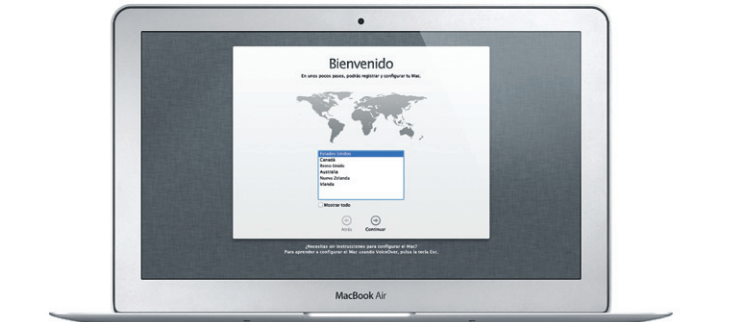 Bienvenido
En unos pocos pasos, podrás registrar y configurar tu Mac.
Estados Unidos
Canadá
Reino Unido
Australia
Nueva Zelanda
Irlanda
Mostrar todo
Atrás Continuar
¿Necesitas oír instrucciones para configurar el Mac?
Para aprender a configurar el Mac usando VoiceOver, pulsa la tecla Esc.
MacBook Air